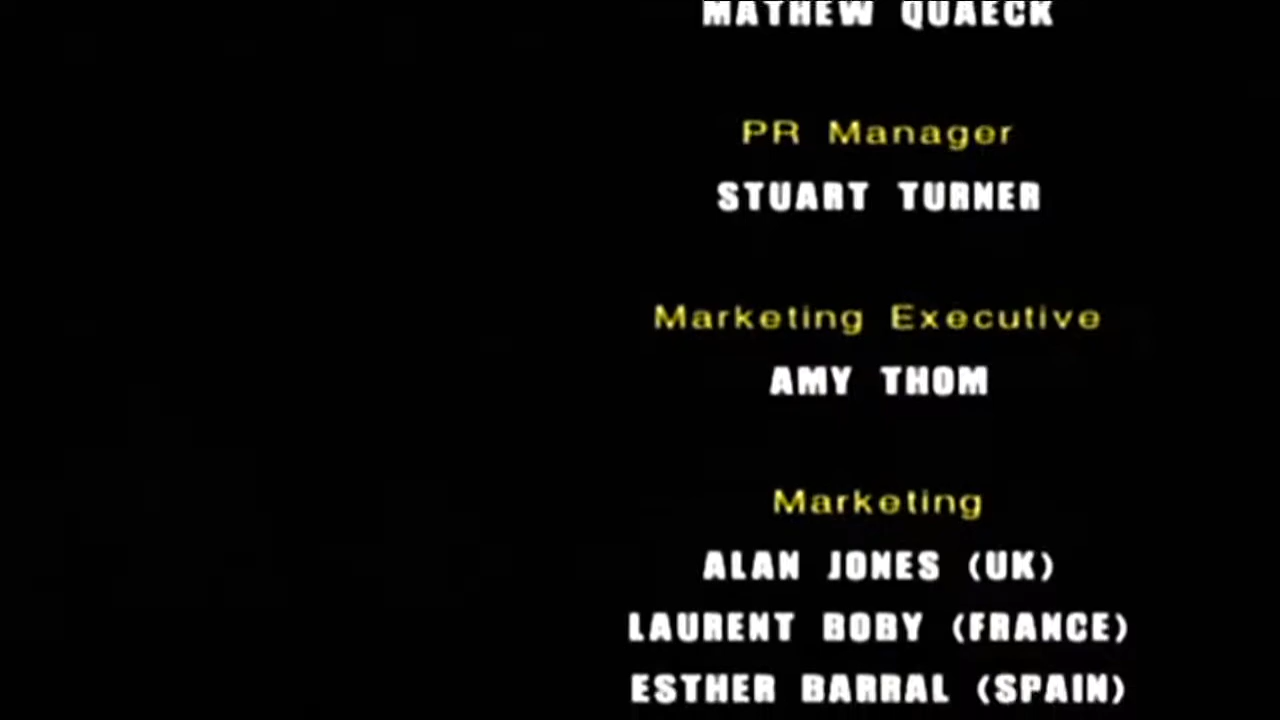 MATHEW QUAECK
PR Manager
STUART TURNER
Marketing Executive
AMY THOM
Marketing
ALAN JONES (UK)
LAURENT BOBY (FRANCE)
ESTHER BARRAL (SPAIN)